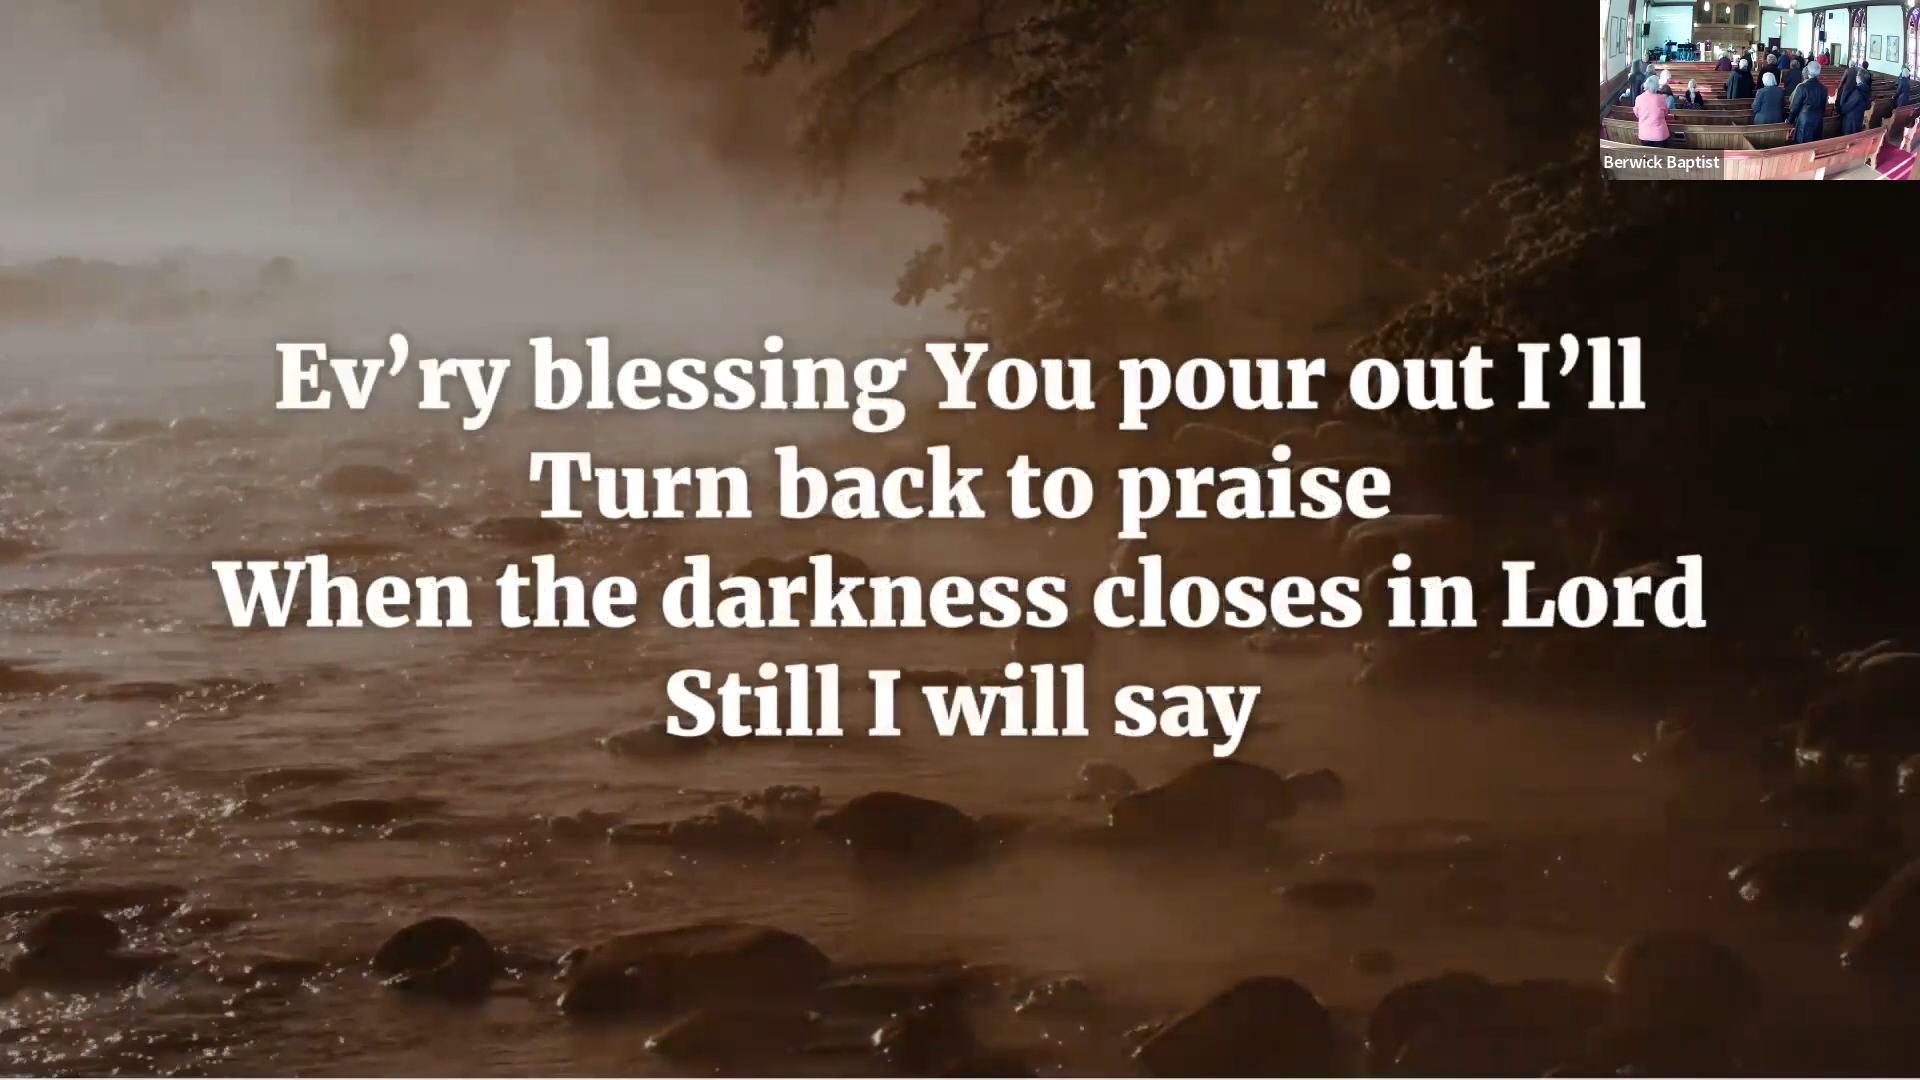 Berwick Baptist
Ev’ry blessing You pour out I’ll
Turn back to praise
When the darkness closes in Lord
Still I will say